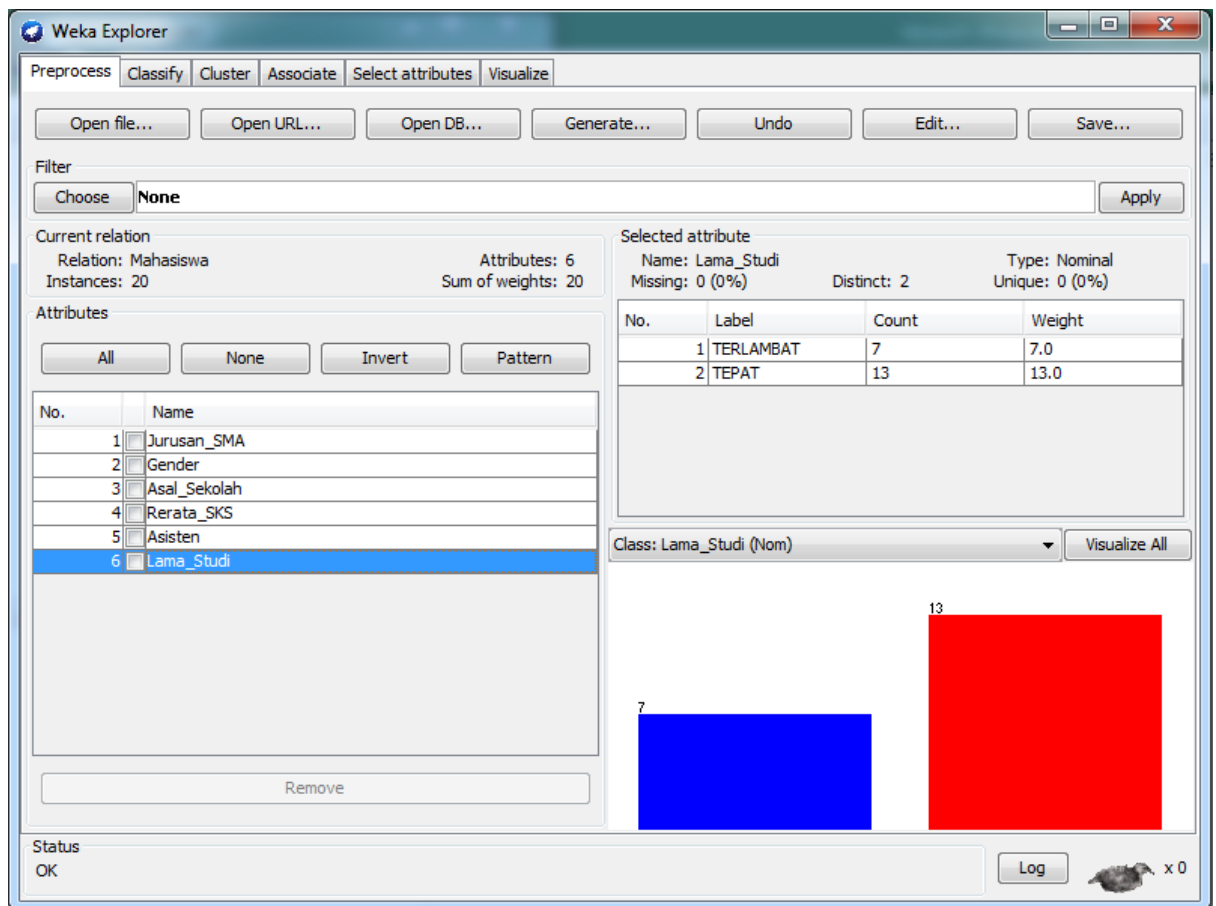 Weka Explorer
Preprocess Classify Cluster Associate Select attributes Visualize
Open file... Open URL... Open DB... Generate... Undo Edit... Save...
Filter
Choose None Apply
Current relation
Relation: Mahasiswa Attributes: 6
Instances: 20 Sum of weights: 20
Attributes
All None Invert Pattern
No. Name
1 Jurusan_SMA
2 Gender
3 Asal_Sekolah
4 Rerata_SKS
5 Asisten
6 Lama_Studi
Remove
Selected attribute
Name: Lama_Studi Type: Nominal
Missing: 0 (0%) Distinct: 2 Unique: 0 (0%)
No. Label Count Weight
1 TERLAMBAT 7 7.0
2 TEPAT 13 13.0
Class: Lama_Studi (Nom) Visualize All
13
7
Status
OK
Log x 0